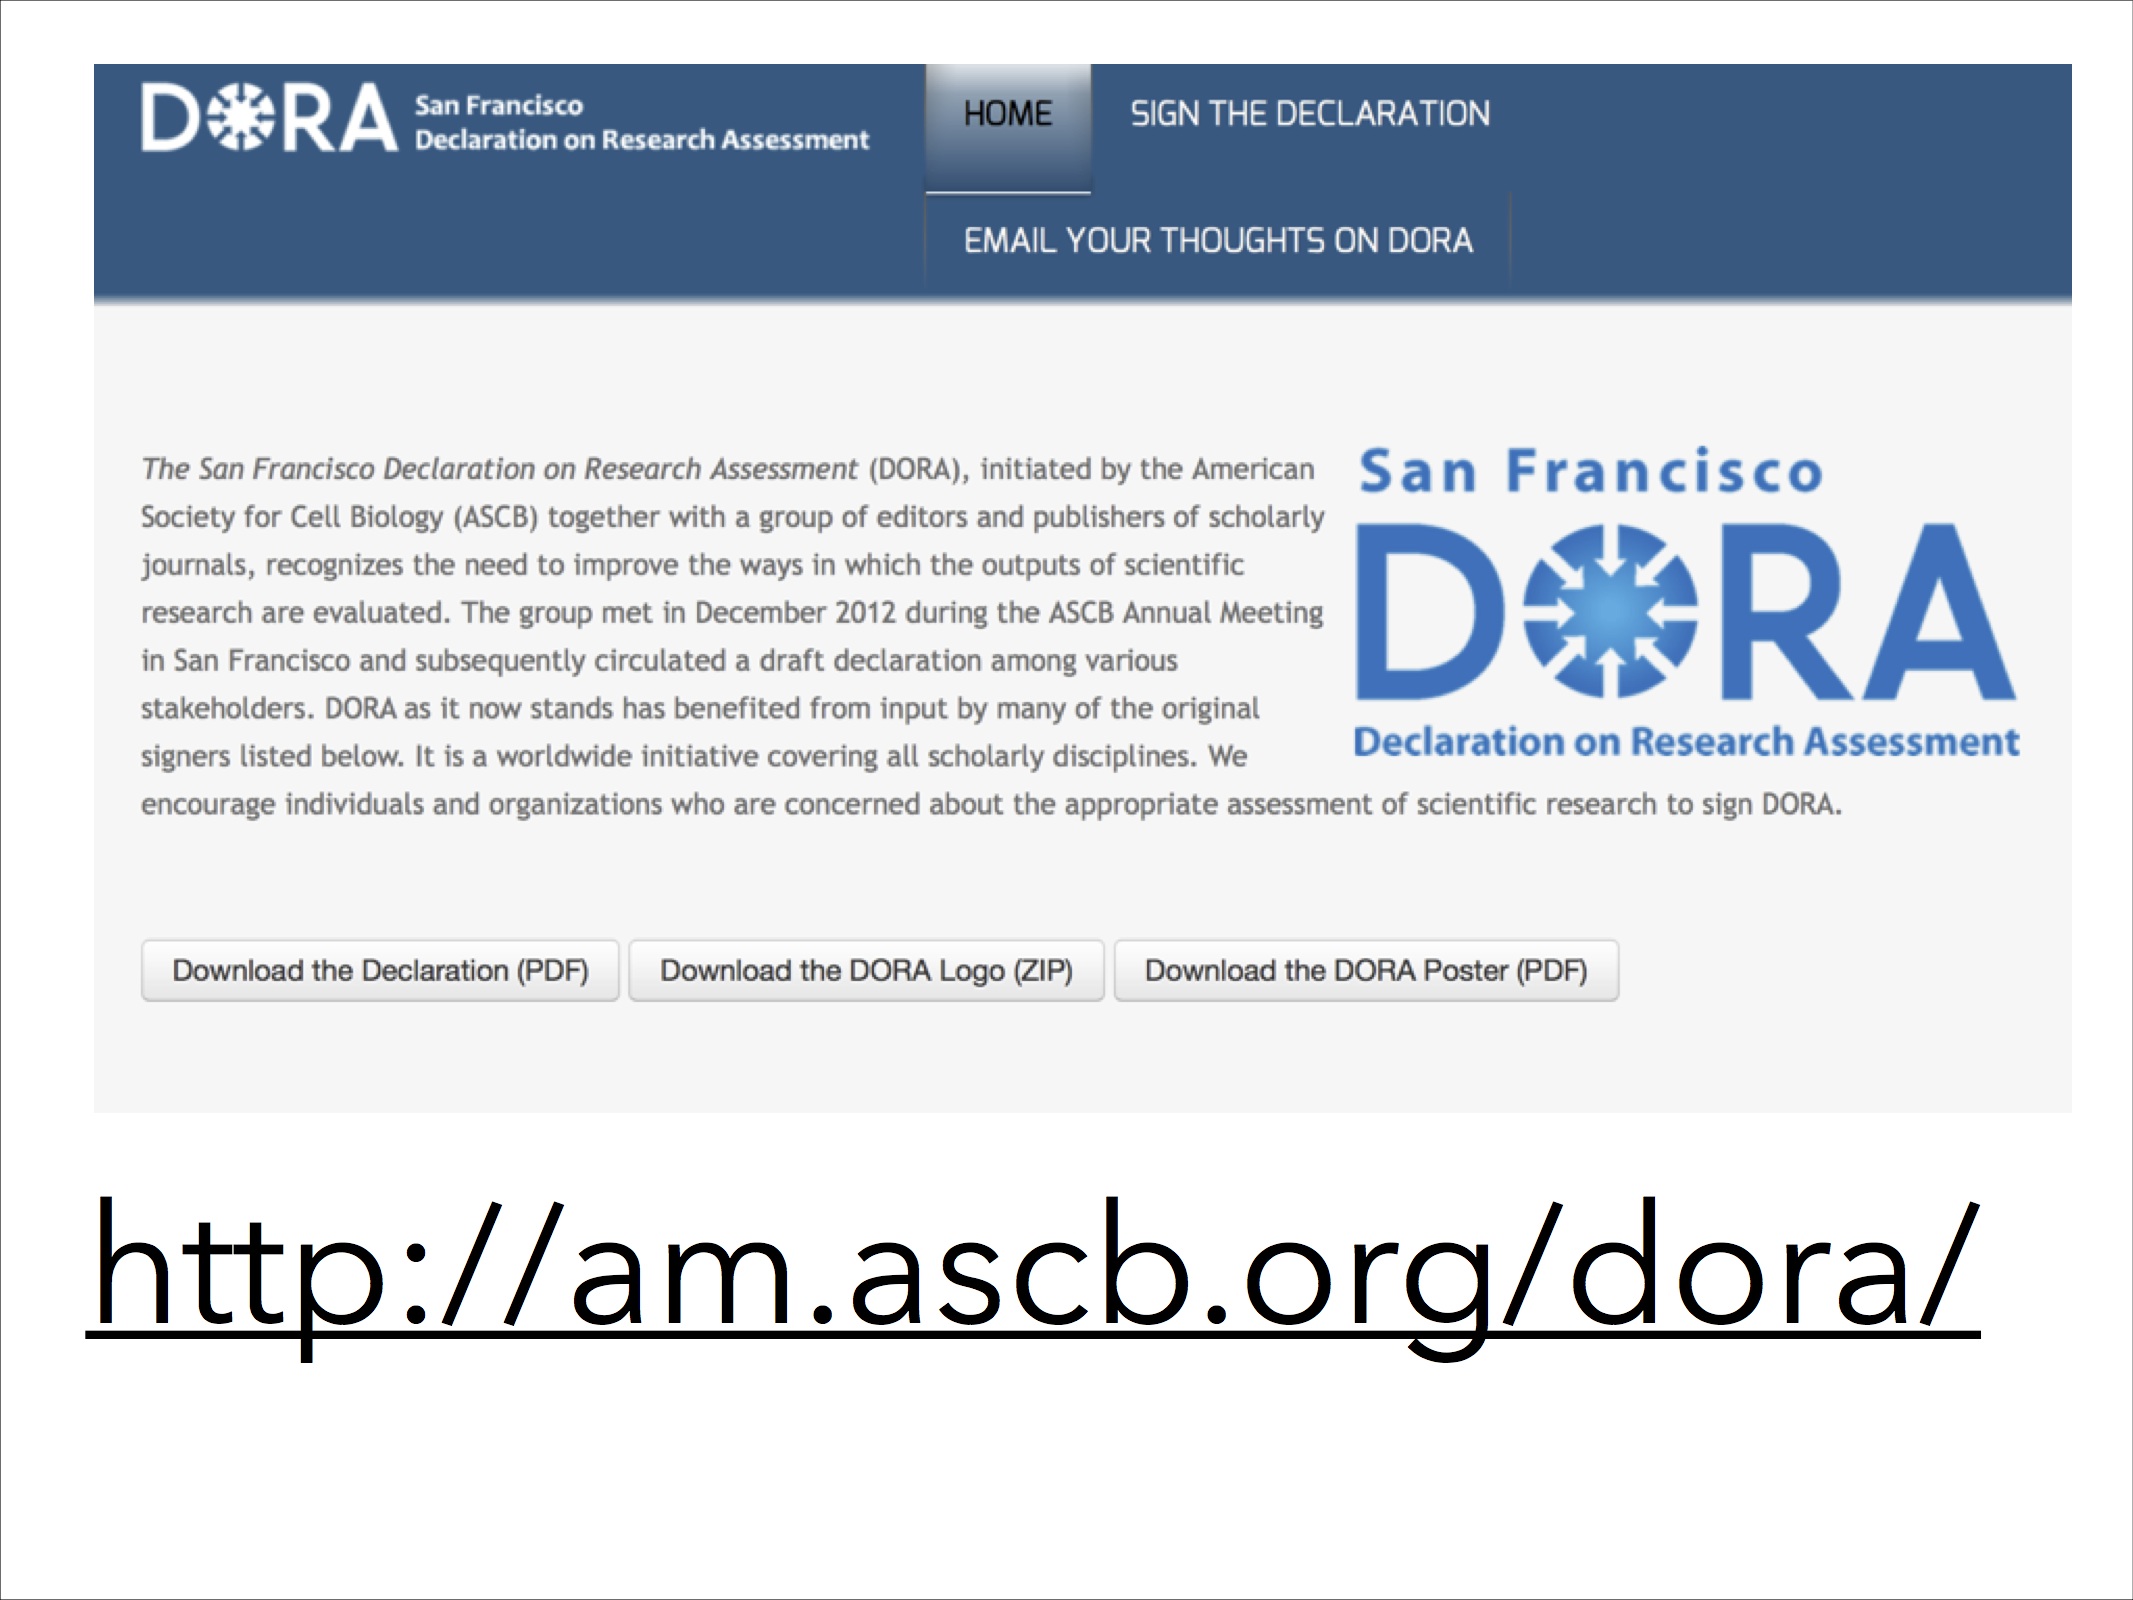 DORA San Francisco
Declaration on Research Assessment
HOME
SIGN THE DECLARATION
EMAIL YOUR THOUGHTS ON DORA
The San Francisco Declaration on Research Assessment (DORA), initiated by the American
Society for Cell Biology (ASCB) together with a group of editors and publishers of scholarly
journals, recognizes the need to improve the ways in which the outputs of scientific
research are evaluated. The group met in December 2012 during the ASCB Annual Meeting
in San Francisco and subsequently circulated a draft declaration among various
stakeholders. DORA as it now stands has benefited from input by many of the original
signers listed below. It is a worldwide initiative covering all scholarly disciplines. We
encourage individuals and organizations who are concerned about the appropriate assessment of scientific research to sign DORA.
San Francisco
DORA
Declaration on Research Assessment
Download the Declaration (PDF)
Download the DORA Logo (ZIP)
Download the DORA Poster (PDF)
http://am.ascb.org/dora/